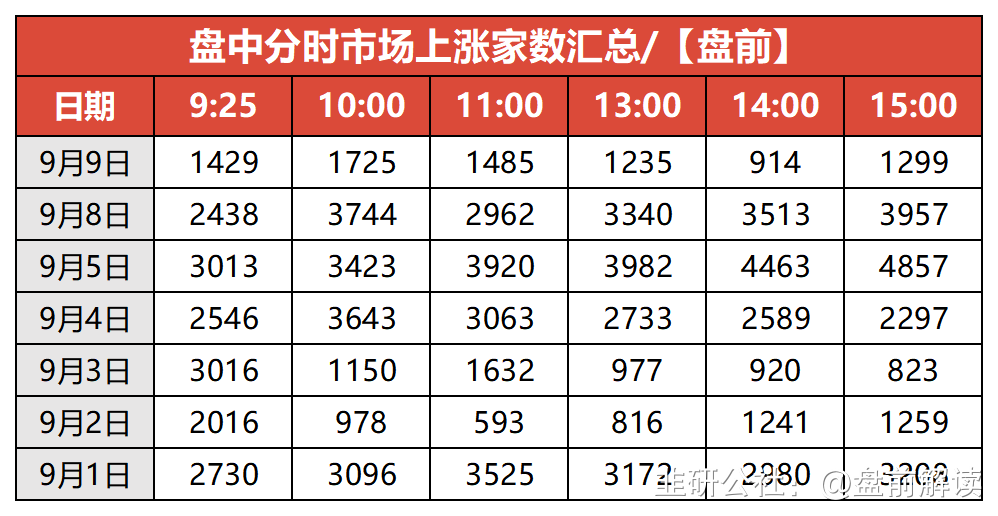 盘中分时市场上涨家数汇总/【盘前】
日期 9:25 10:00 11:00 13:00 14:00 15:00
9月9日 1429 1725 1485 1235 914 1299
9月8日 2438 3744 2962 3340 3513 3957
9月5日 3013 3423 3920 3982 4463 4857
9月4日 2546 3643 3063 2733 2589 2297
9月3日 3016 1150 1632 977 920 823
9月2日 2016 978 593 816 1241 1259
9月1日 2730 3096 3525 3172 2980
韭研公社：@盘前解读